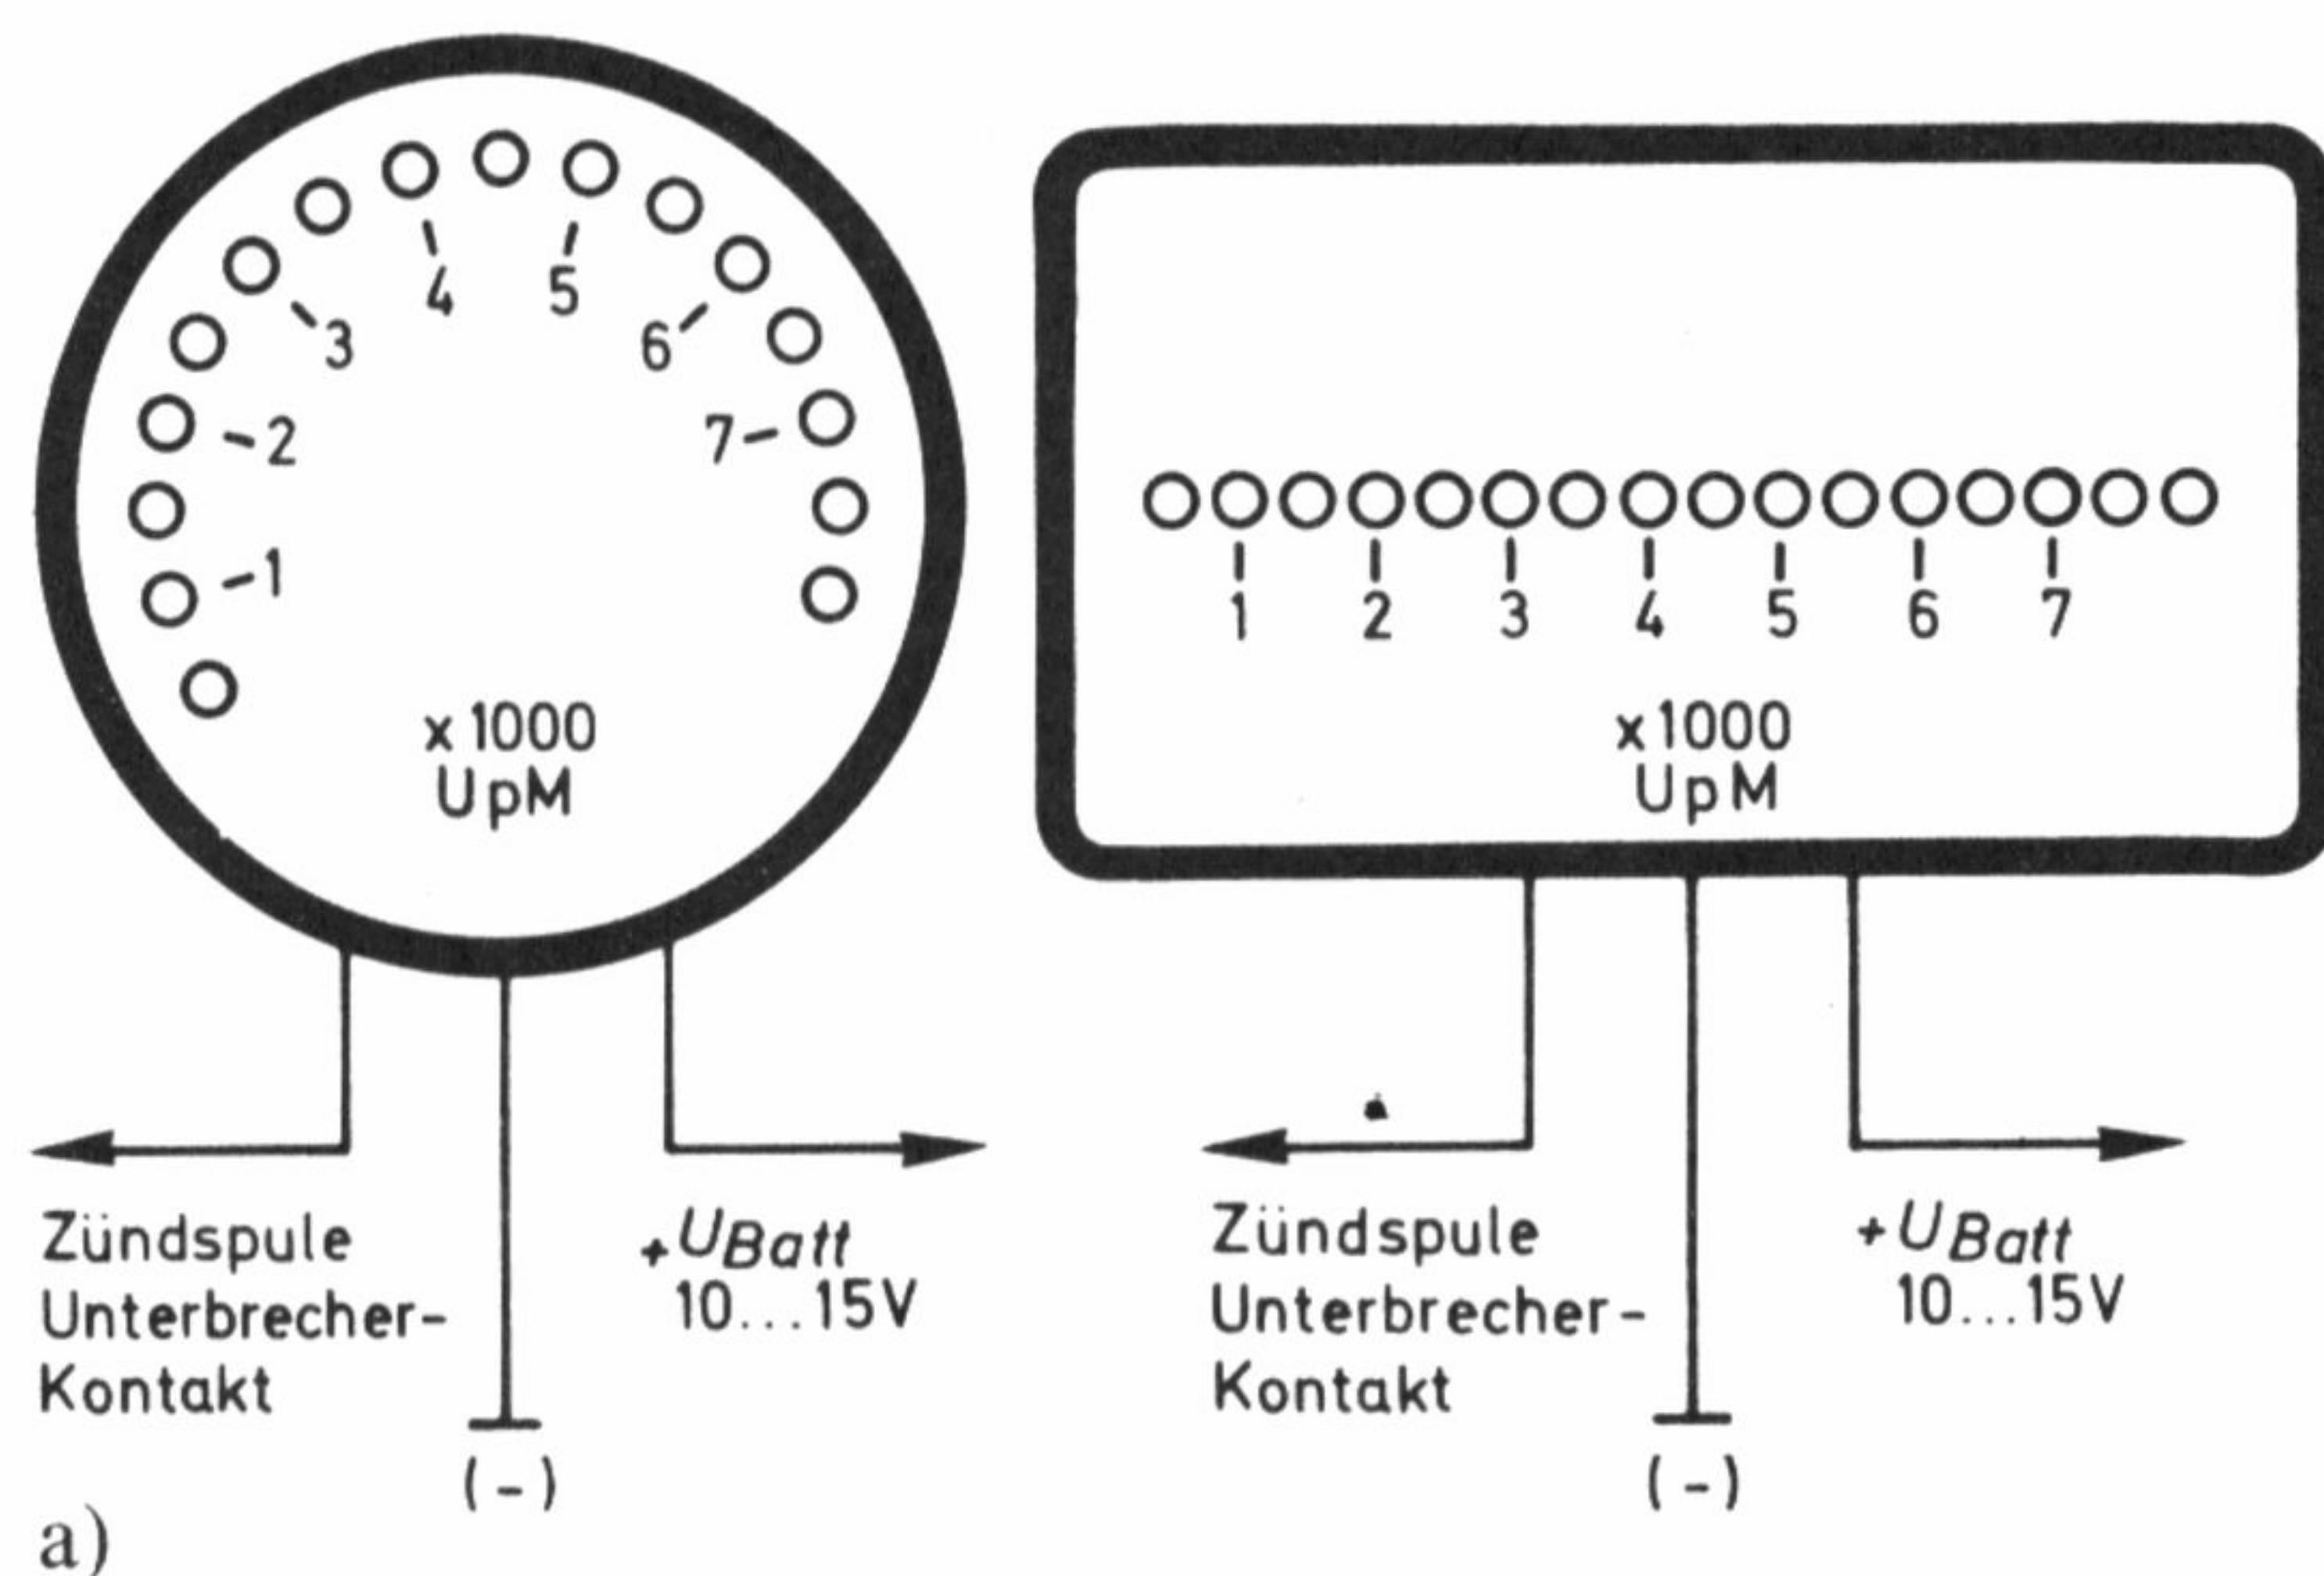 4 5
3 6
2 7
1
x1000
UpM
Zündspule
Unterbrecher-
Kontakt
(-)
+UBatt
10...15V
1 2 3 4 5 6 7
x1000
UpM
Zündspule
Unterbrecher-
Kontakt
(-)
+UBatt
10...15V
a)